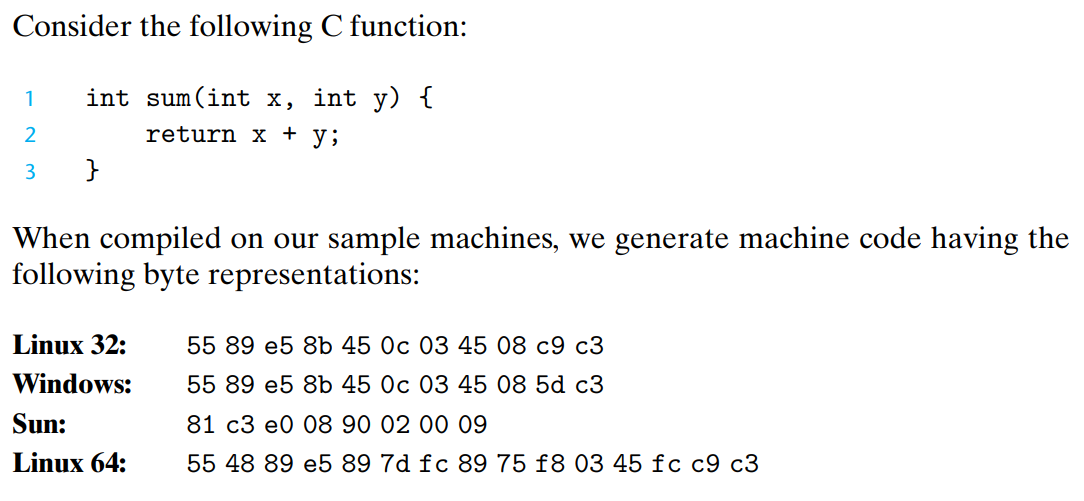 Consider the following C function:
1 int sum(int x, int y) {
2 return x + y;
3 }
When compiled on our sample machines, we generate machine code having the
following byte representations:
Linux 32: 55 89 e5 8b 45 0c 03 45 08 c9 c3
Windows: 55 89 e5 8b 45 0c 03 45 08 5d c3
Sun: 81 c3 e0 08 90 02 00 09
Linux 64: 55 48 89 e5 89 7d fc 89 75 f8 03 45 fc c9 c3